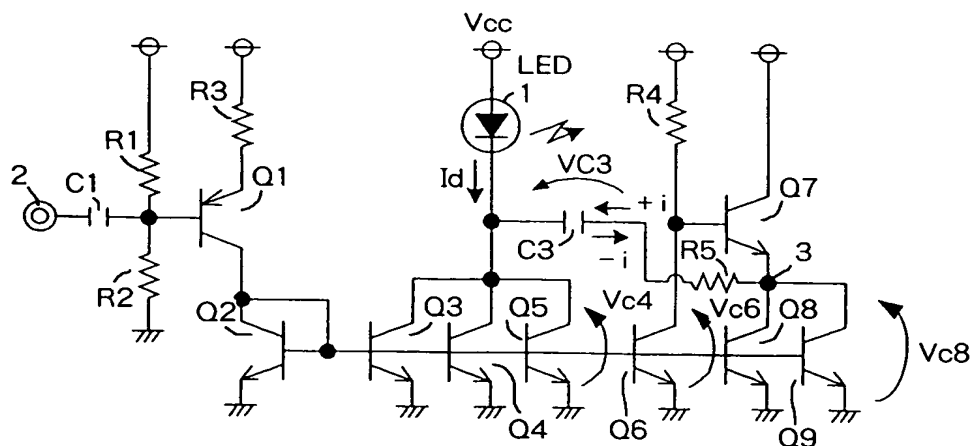 Vcc
LED
1
R3
R4
R1
2
C1
Q1
Id
VC3
+i
Q7
C3
-i
R5
3
R2
Q2
Q3
Q5
Vc4
Vc6
Q8
Vc8
Q4
Q6
Q9